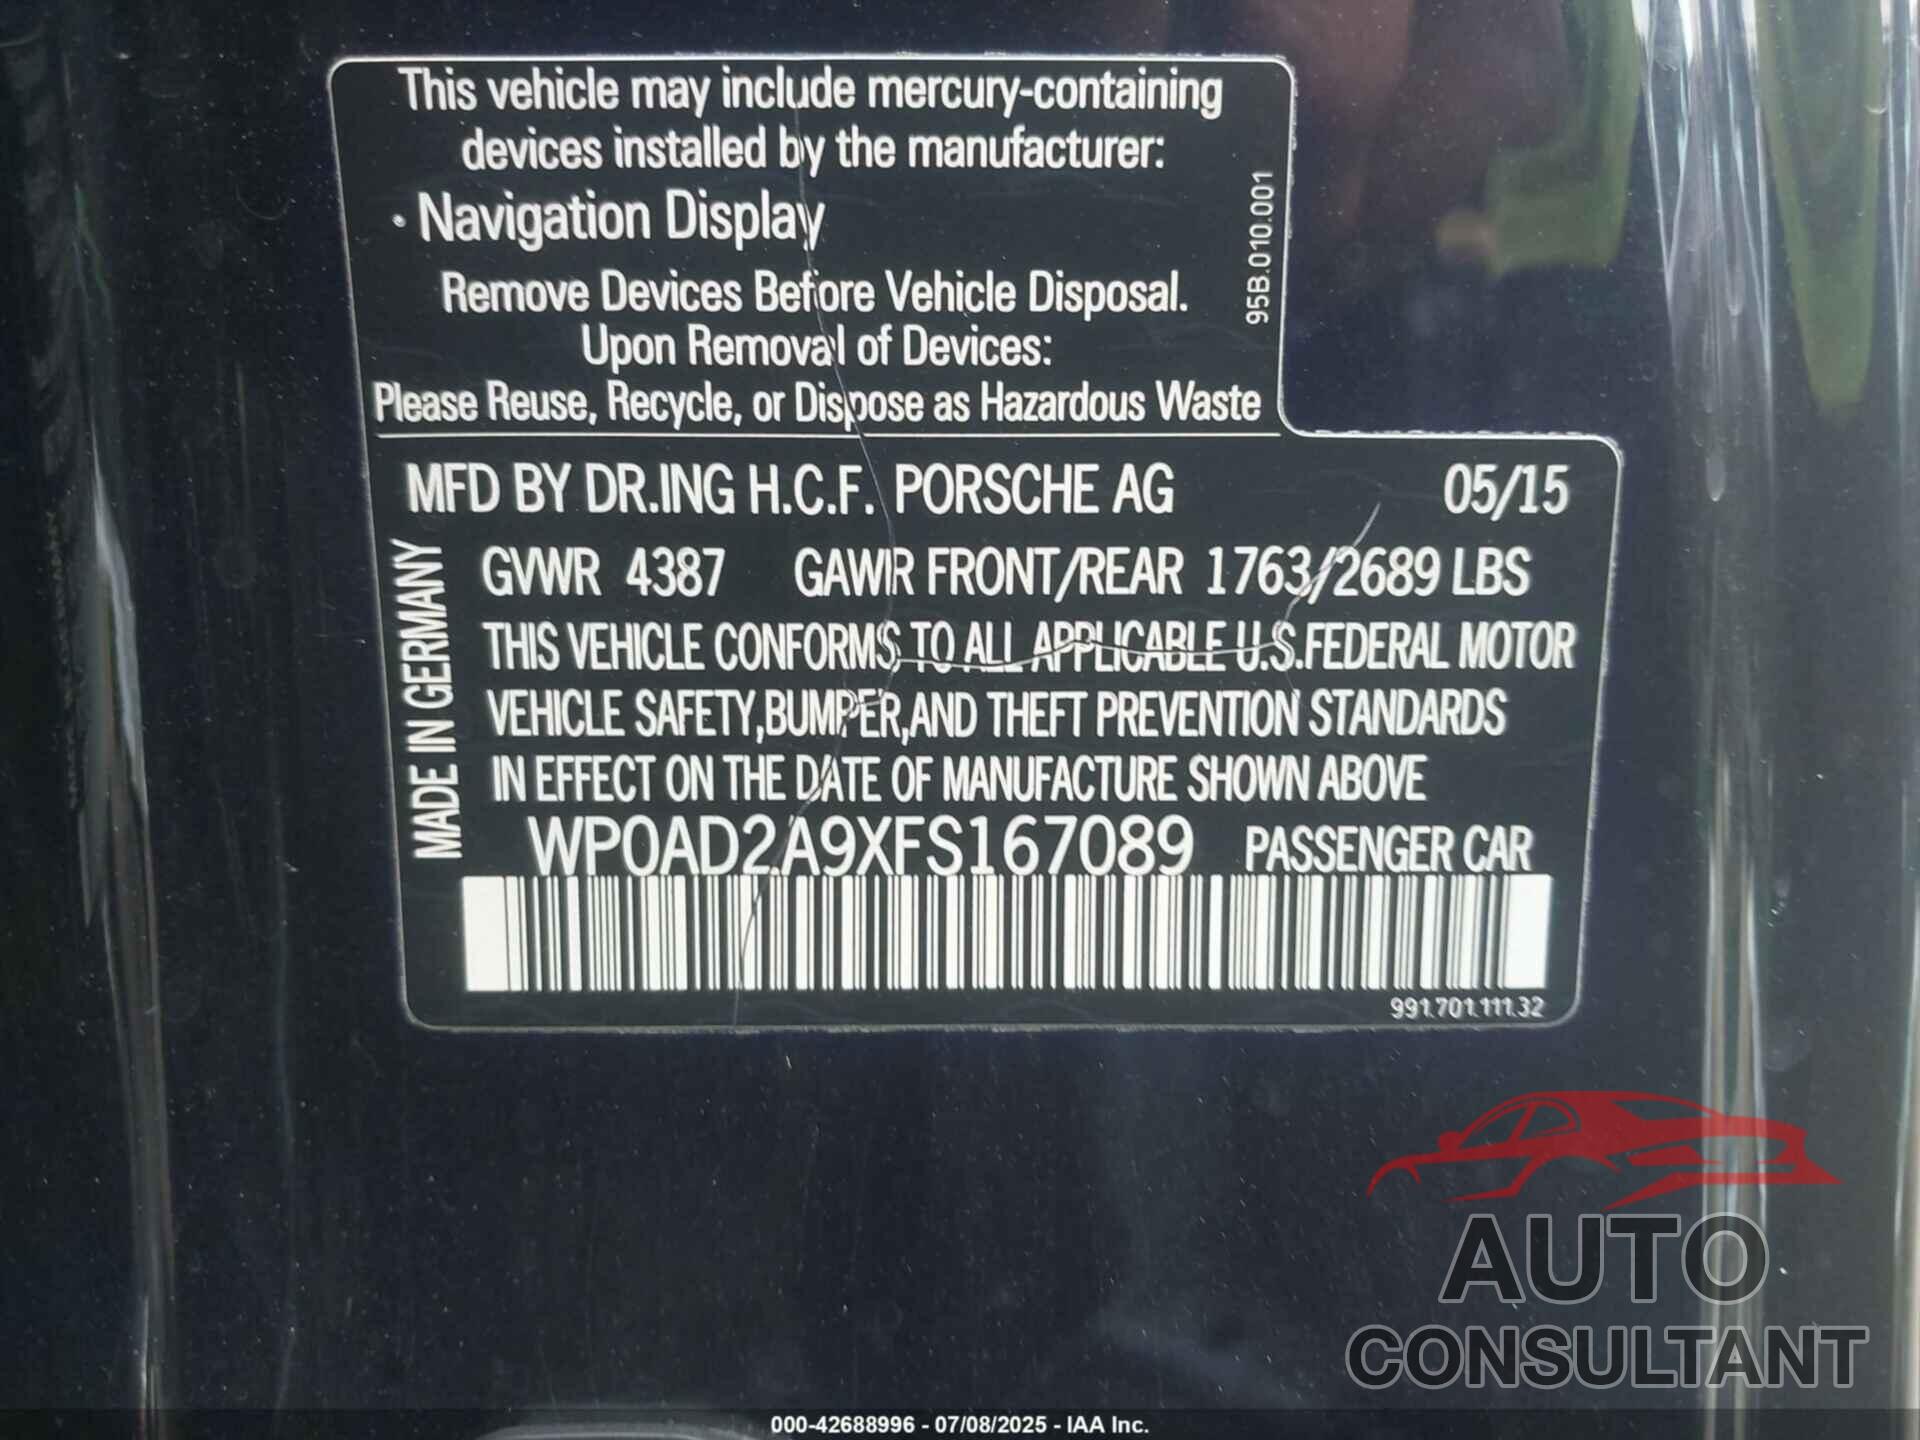 This vehicle may include mercury-containing
devices installed by the manufacturer:
· Navigation Display
Remove Devices Before Vehicle Disposal.
Upon Removal of Devices:
Please Reuse, Recycle, or Dispose as Hazardous Waste
95B.010.001
MFD BY DR.ING H.C.F. PORSCHE AG 05/15
GVWR 4387 GAWR FRONT/REAR 1763/2689 LBS
THIS VEHICLE CONFORMS TO ALL APPLICABLE U.S.FEDERAL MOTOR
VEHICLE SAFETY,BUMPER,AND THEFT PREVENTION STANDARDS
IN EFFECT ON THE DATE OF MANUFACTURE SHOWN ABOVE
MADE IN GERMANY
WP0AD2A9XFS167089 PASSENGER CAR
991.701.111.32
AUTO
CONSULTANT
000-42688996 - 07/08/2025 - IAA Inc.